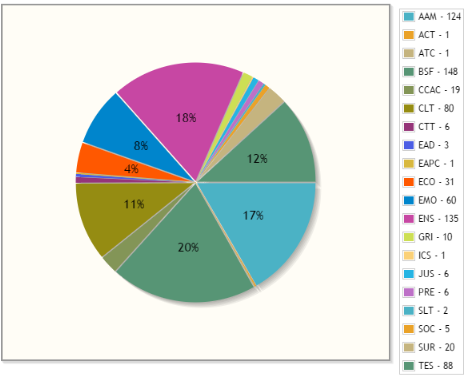 18%
8%
4%
12%
11%
17%
20%
AAM - 124
ACT - 1
ATC - 1
BSF - 148
CCAC - 19
CLT - 80
CTT - 6
EAD - 3
EAPC - 1
ECO - 31
EMO - 60
ENS - 135
GRI - 10
ICS - 1
JUS - 6
PRE - 6
SLT - 2
SOC - 5
SUR - 20
TES - 88